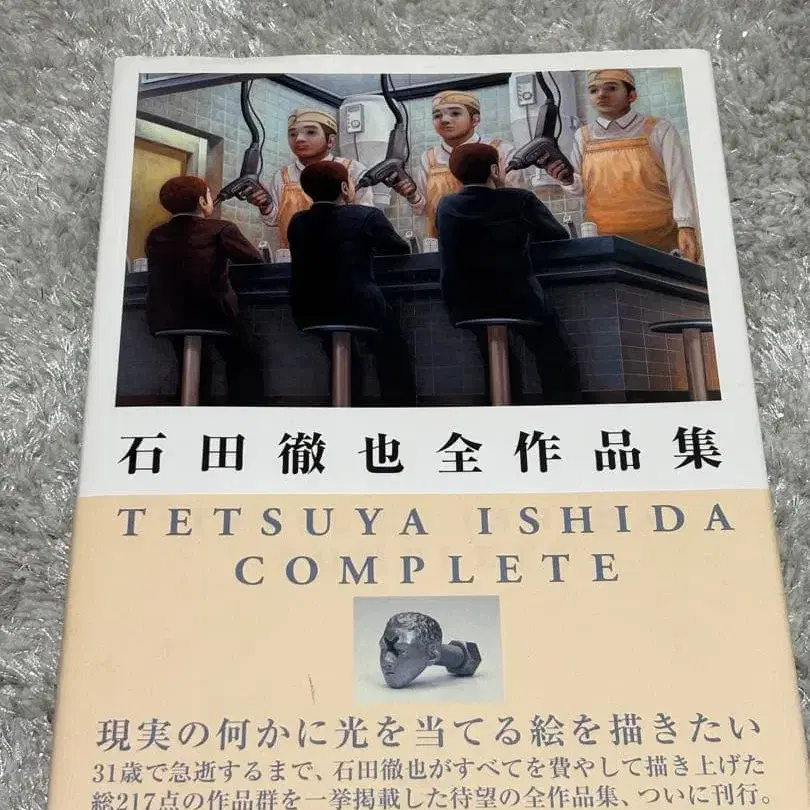 石田徹也全作品集
TETSUYA ISHIDA
COMPLETE
現実の何かに光を当てる絵を描きたい
31歳で急逝するまで、石田徹也がすべてを費やして描き上げた
総217点の作品群を一挙掲載した待望の全作品集、ついに刊行。